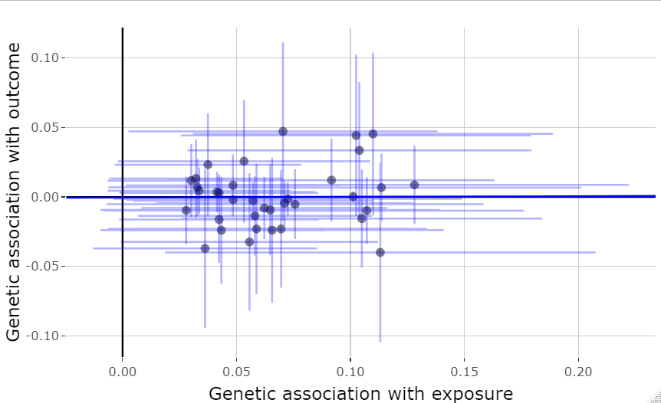 Genetic association with outcome
0.10
0.05
0.00
-0.05
-0.10
0.00 0.05 0.10 0.15 0.20
Genetic association with exposure